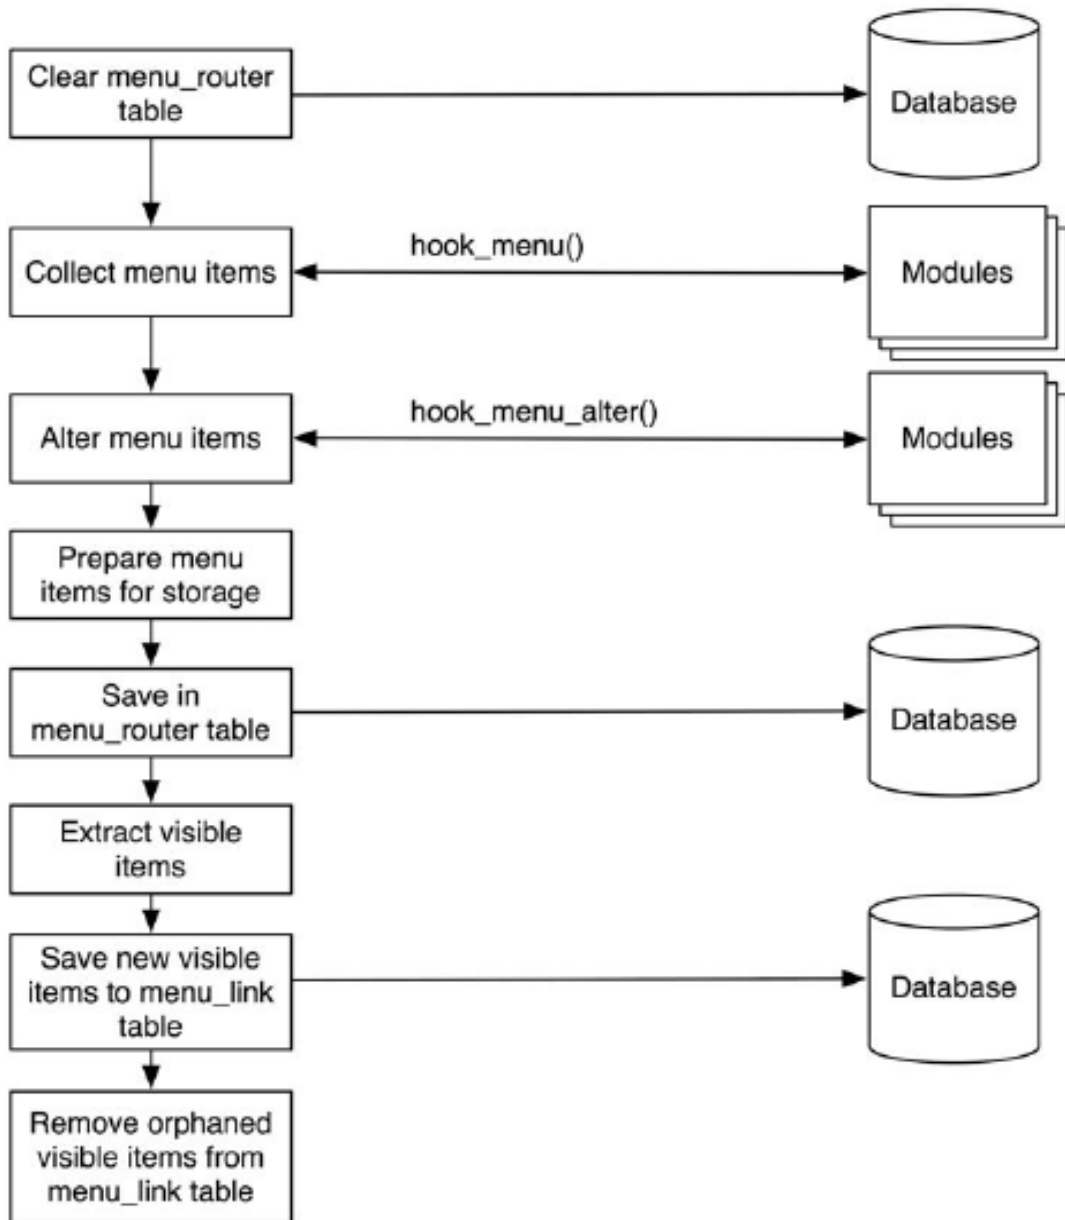 Clear menu_router
table
Database
Collect menu items
hook_menu()
Modules
Alter menu items
hook_menu_alter()
Modules
Prepare menu
items for storage
Save in
menu_router table
Database
Extract visible
items
Save new visible
items to menu_link
table
Database
Remove orphaned
visible items from
menu_link table